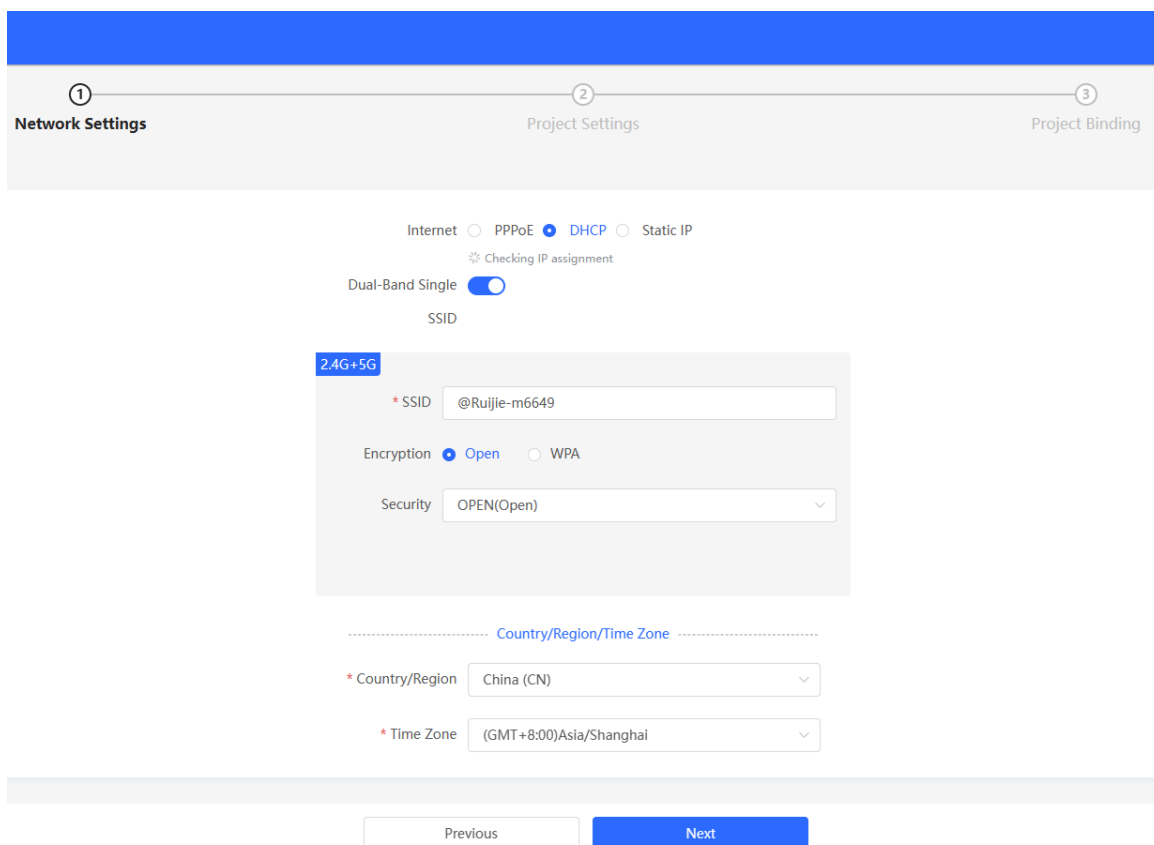 1 2 3
Network Settings Project Settings Project Binding
Internet PPPoE DHCP Static IP
Checking IP assignment
Dual-Band Single
SSID
2.4G+5G
* SSID @Ruijie-m6649
Encryption Open WPA
Security OPEN(Open)
Country/Region/Time Zone
* Country/Region China (CN)
* Time Zone (GMT+8:00)Asia/Shanghai
Previous Next